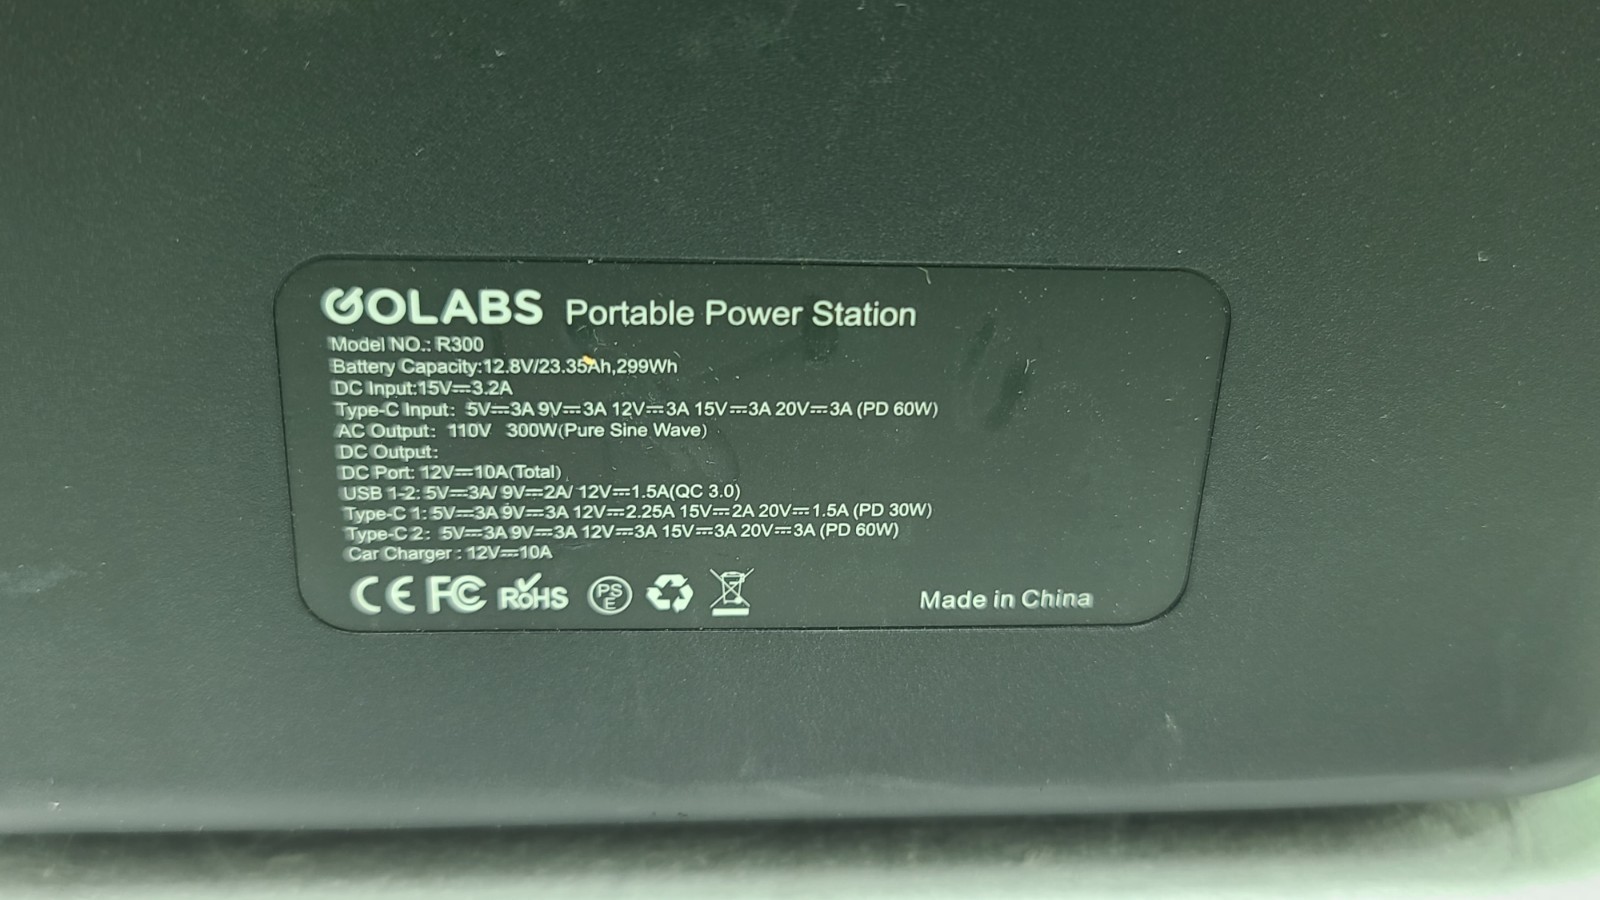 GOLABS Portable Power Station
Model NO.: R300
Battery Capacity:12.8V/23.35Ah,299Wh
DC Input:15V⎓3.2A
Type-C Input: 5V⎓3A 9V⎓3A 12V⎓3A 15V⎓3A 20V⎓3A (PD 60W)
AC Output: 110V 300W(Pure Sine Wave)
DC Output:
DC Port: 12V⎓10A(Total)
USB 1-2: 5V⎓3A/ 9V⎓2A/ 12V⎓1.5A(QC 3.0)
Type-C 1: 5V⎓3A 9V⎓3A 12V⎓2.25A 15V⎓2A 20V⎓1.5A (PD 30W)
Type-C 2: 5V⎓3A 9V⎓3A 12V⎓3A 15V⎓3A 20V⎓3A (PD 60W)
Car Charger : 12V⎓10A
CE FC RoHS PSE Made in China